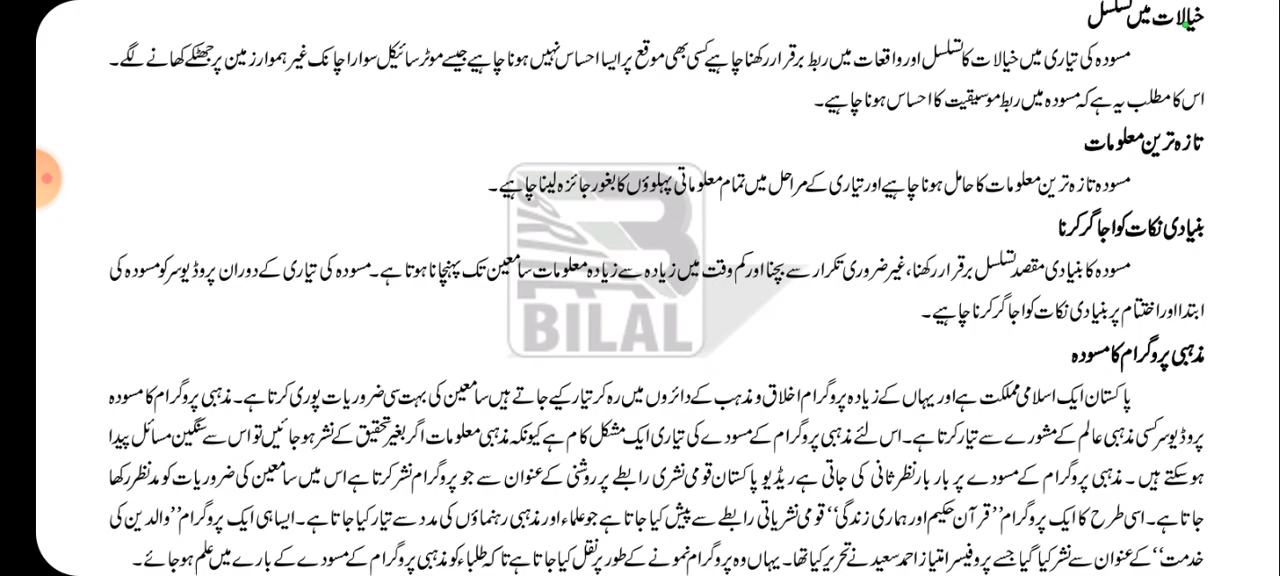 خیالات میں تسلسل
مسودہ کی تیاری میں خیالات کا تسلسل اور واقعات میں ربط برقرار رکھنا چاہیے کسی بھی موقع پر ایسا احساس نہیں ہونا چاہیے جیسے موٹر سائیکل سوار اچانک غیر ہموار زمین پر جھٹکے کھانے لگے۔
اس کا مطلب یہ ہے کہ مسودہ میں ربط موسیقیت کا احساس ہونا چاہیے۔
تازہ ترین معلومات
مسودہ تازہ ترین معلومات کا حامل ہونا چاہیے اور تیاری کے مراحل میں تمام معلوماتی پہلوؤں کا بغور جائزہ لینا چاہیے۔
بنیادی نکات کو اجاگر کرنا
مسودہ کا بنیادی مقصد تسلسل برقرار رکھنا، غیر ضروری تکرار سے بچنا اور کم وقت میں زیادہ سے زیادہ معلومات سامعین تک پہنچانا ہوتا ہے۔ مسودہ کی تیاری کے دوران پروڈیوسر کو مسودہ کی
ابتدا اور اختتام پر بنیادی نکات کو اجاگر کرنا چاہیے۔
BILAL
مذہبی پروگرام کا مسودہ
پاکستان ایک اسلامی مملکت ہے اور یہاں کے زیادہ پروگرام اخلاق و مذہب کے دائروں میں رہ کر تیار کیے جاتے ہیں سامعین کی بہت سی ضروریات پوری کرتا ہے۔ مذہبی پروگرام کا مسودہ
پروڈیوسر کسی مذہبی عالم کے مشورے سے تیار کرتا ہے۔ اس لئے مذہبی پروگرام کے مسودے کی تیاری ایک مشکل کام ہے کیونکہ مذہبی معلومات اگر بغیر تحقیق کے نشر ہو جائیں تو اس سے سنگین مسائل پیدا
ہو سکتے ہیں۔ مذہبی پروگرام کے مسودے پر بار بار نظر ثانی کی جاتی ہے ریڈیو پاکستان قومی نشری رابطے پر روشنی کے عنوان سے جو پروگرام نشر کرتا ہے اس میں سامعین کی ضروریات کو مدنظر رکھا
جاتا ہے۔ اسی طرح کا ایک پروگرام ”قرآن حکیم اور ہماری زندگی“ قومی نشریاتی رابطے سے پیش کیا جاتا ہے جو علماء اور مذہبی رہنماؤں کی مدد سے تیار کیا جاتا ہے۔ ایسا ہی ایک پروگرام ”والدین کی
خدمت“ کے عنوان سے نشر کیا گیا جسے پروفیسر امتیاز احمد سعید نے تحریر کیا تھا۔ یہاں وہ پروگرام نمونے کے طور پر نقل کیا جاتا ہے تاکہ طلباء کو مذہبی پروگرام کے مسودے کے بارے میں علم ہو جائے۔